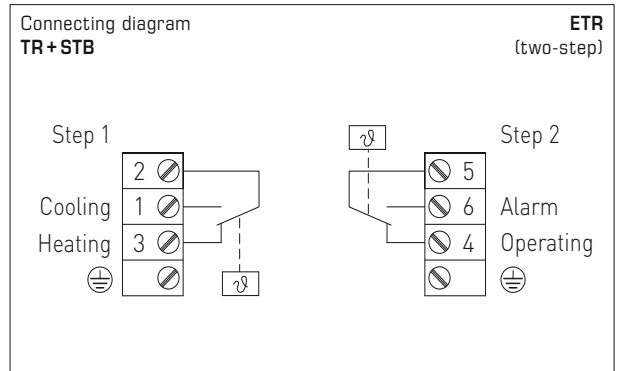 Connecting diagram
TR+STB
ETR
(two-step)
Step 1
ϑ
Step 2
2
5
Cooling 1
6 Alarm
Heating 3
4 Operating
ϑ